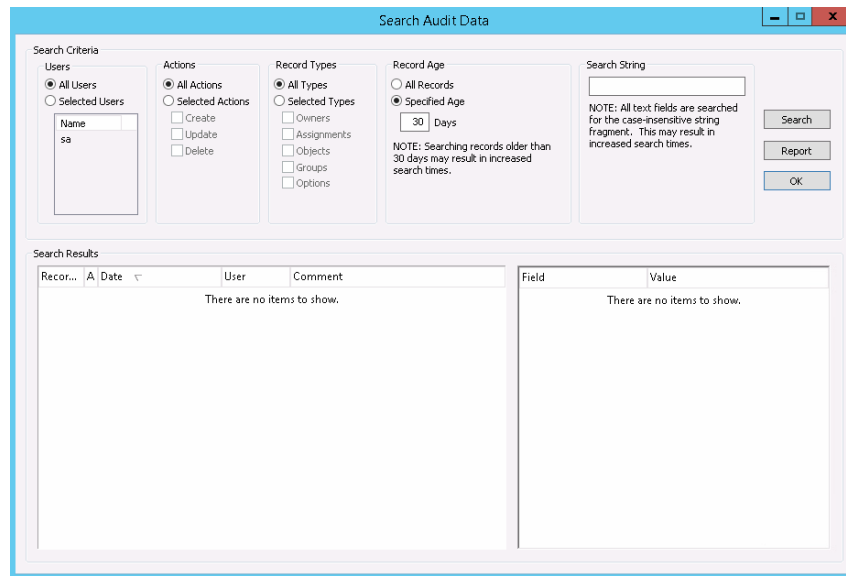 Search Audit Data
Search Criteria
Users
All Users
Selected Users
Name
sa
Actions
All Actions
Selected Actions
Create
Update
Delete
Record Types
All Types
Selected Types
Owners
Assignments
Objects
Groups
Options
Record Age
All Records
Specified Age
30 Days
NOTE: Searching records older than
30 days may result in increased
search times.
Search String
NOTE: All text fields are searched
for the case-insensitive string
fragment. This may result in
increased search times.
Search
Report
OK
Search Results
Recor... A Date User Comment
There are no items to show.
Field Value
There are no items to show.